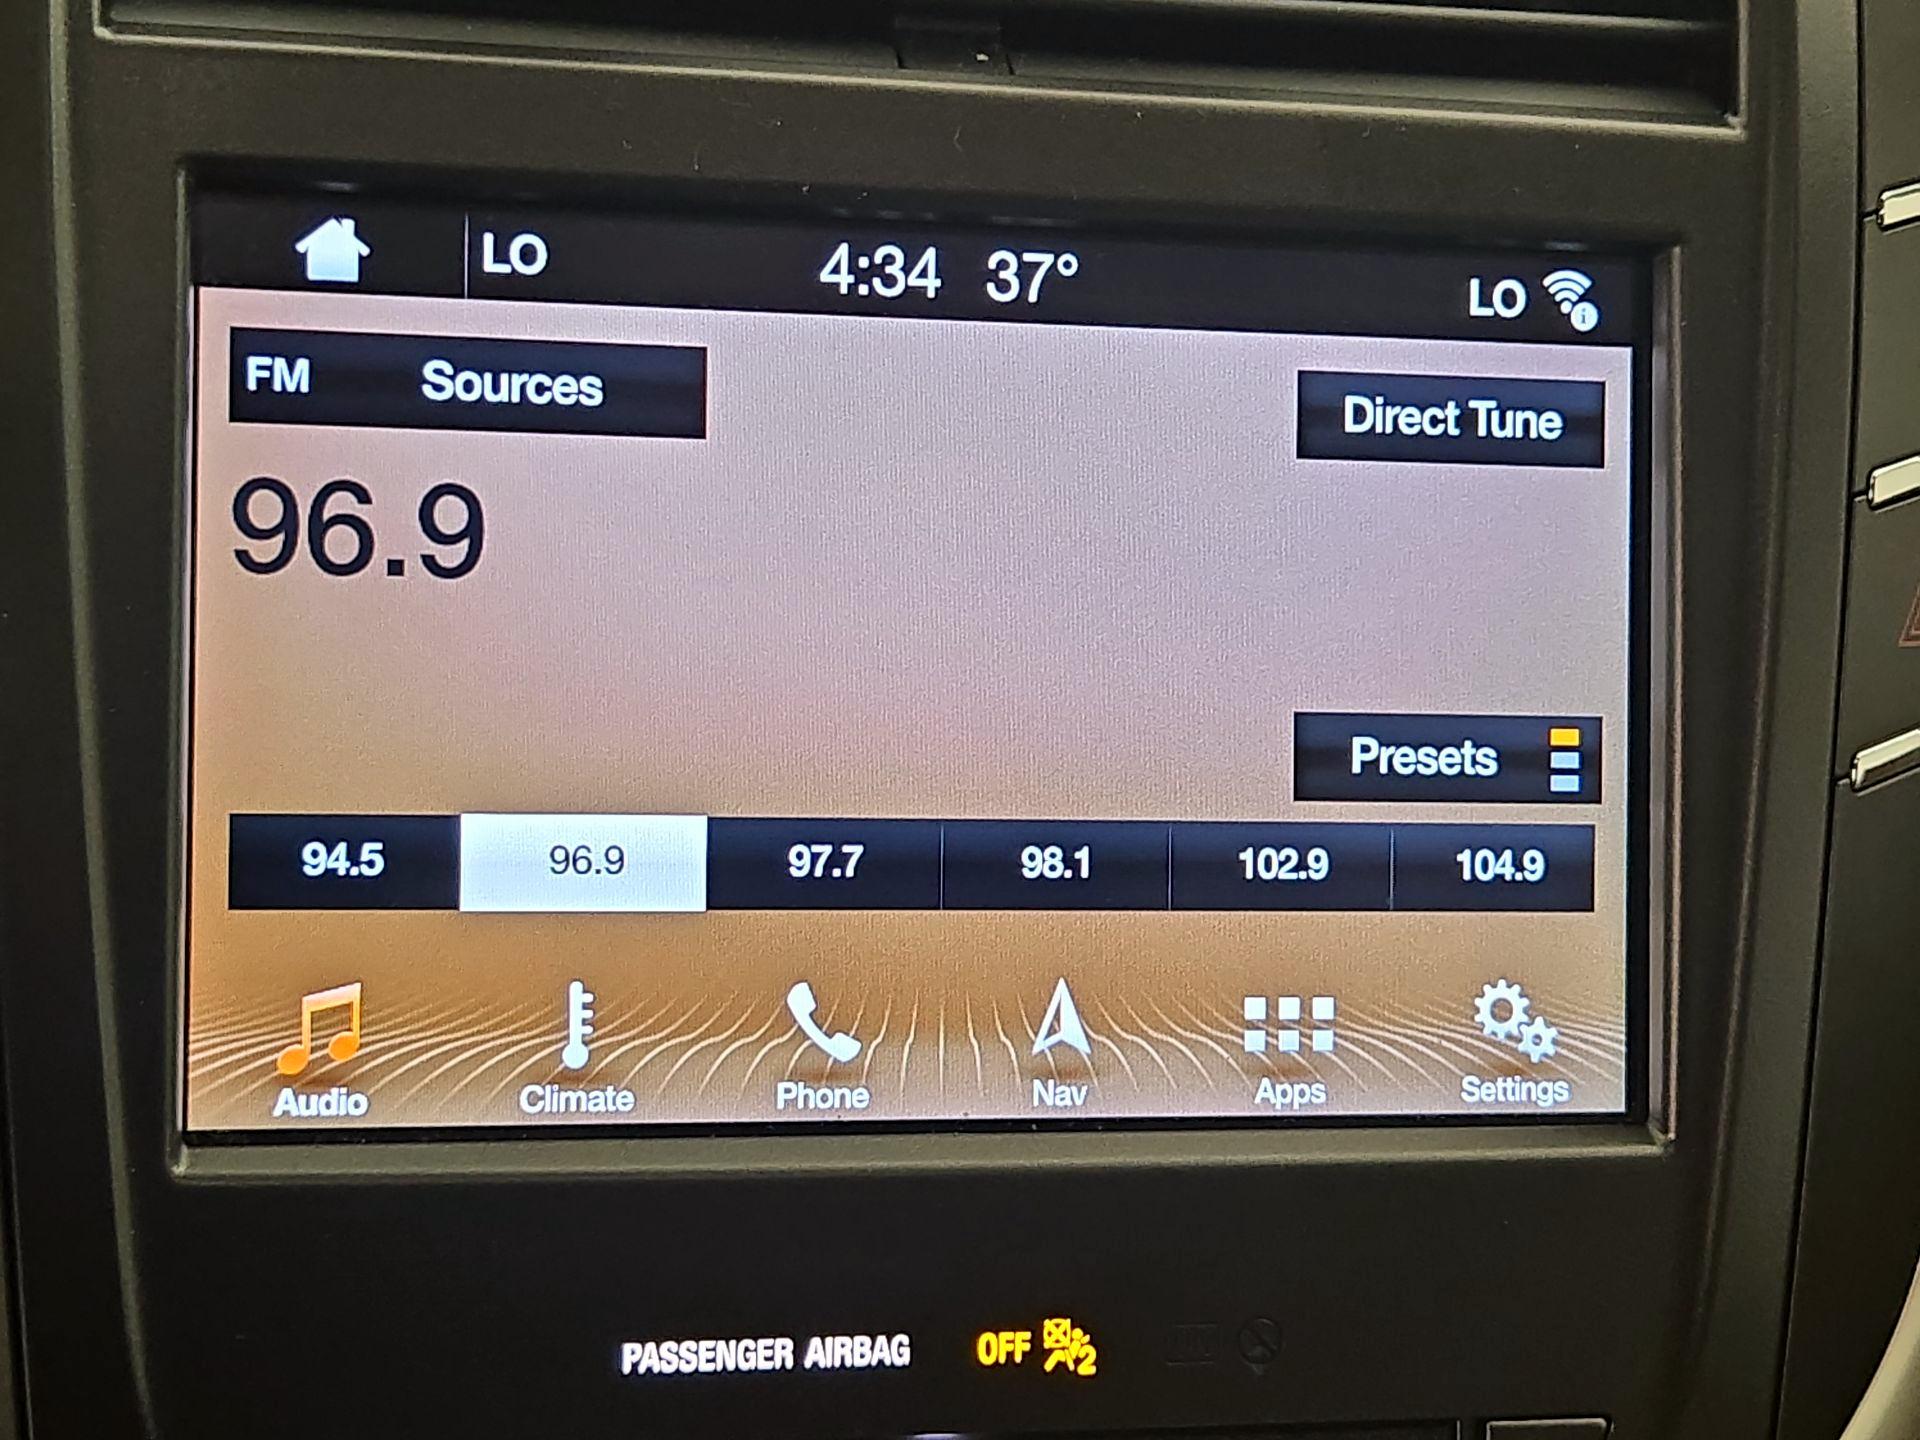 LO 4:34 37° LO
FM Sources
Direct Tune
96.9
Presets
94.5 96.9 97.7 98.1 102.9 104.9
Audio Climate Phone Nav Apps Settings
PASSENGER AIRBAG OFF 2